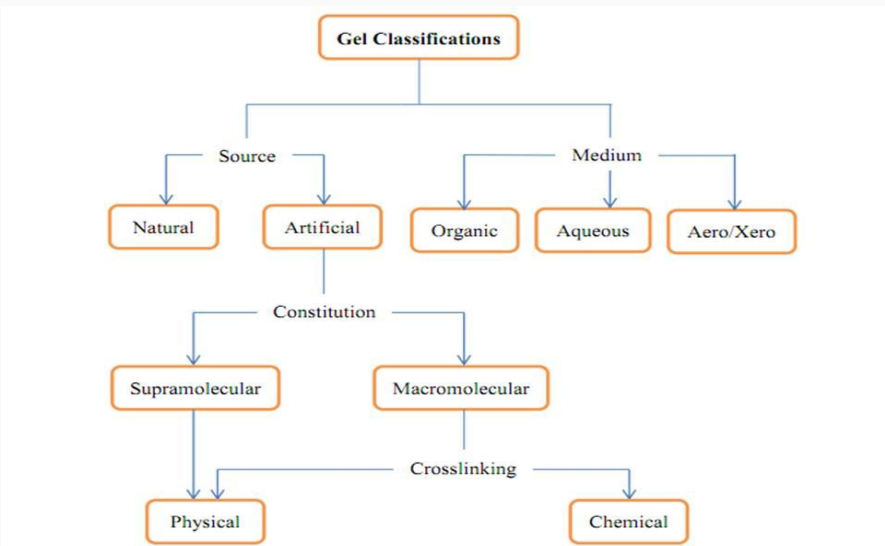 Gel Classifications
Source
Medium
Natural
Artificial
Organic
Aqueous
Aero/Xero
Constitution
Supramolecular
Macromolecular
Crosslinking
Physical
Chemical